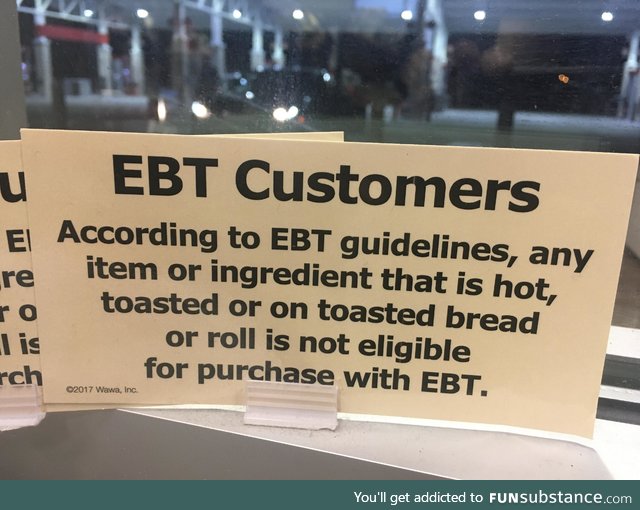 EBT Customers
According to EBT guidelines, any
item or ingredient that is hot,
toasted or on toasted bread
or roll is not eligible
for purchase with EBT.
©2017 Wawa, Inc.
You'll get addicted to FUNsubstance.com